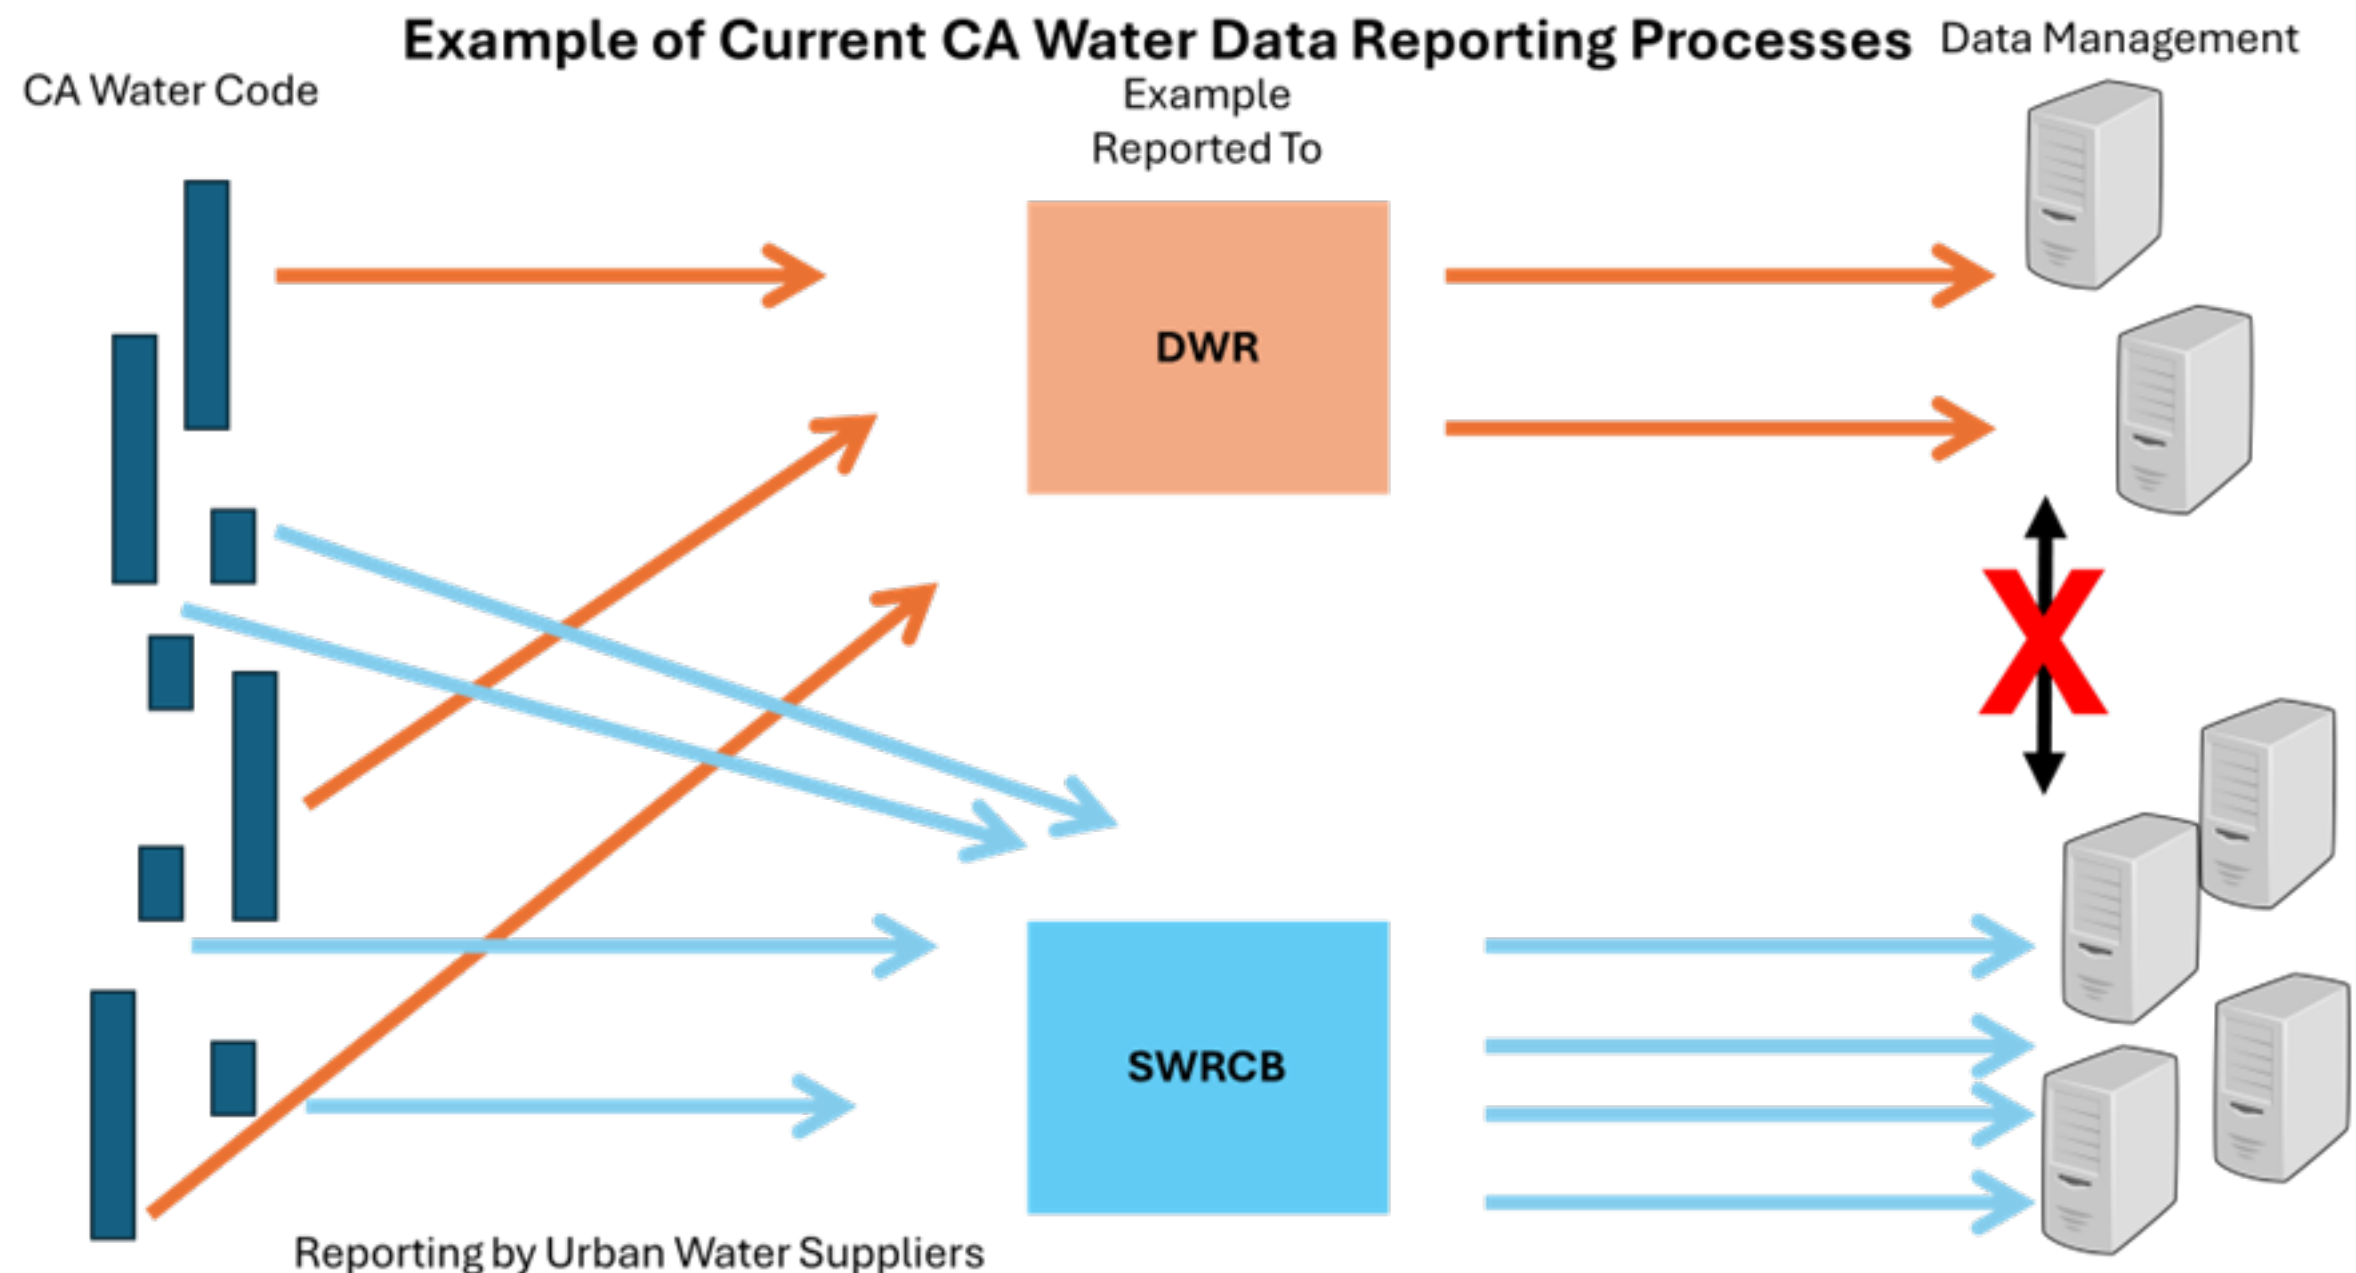 Example of Current CA Water Data Reporting Processes
Data Management
CA Water Code
Example
Reported To
DWR
X
SWRCB
Reporting by Urban Water Suppliers